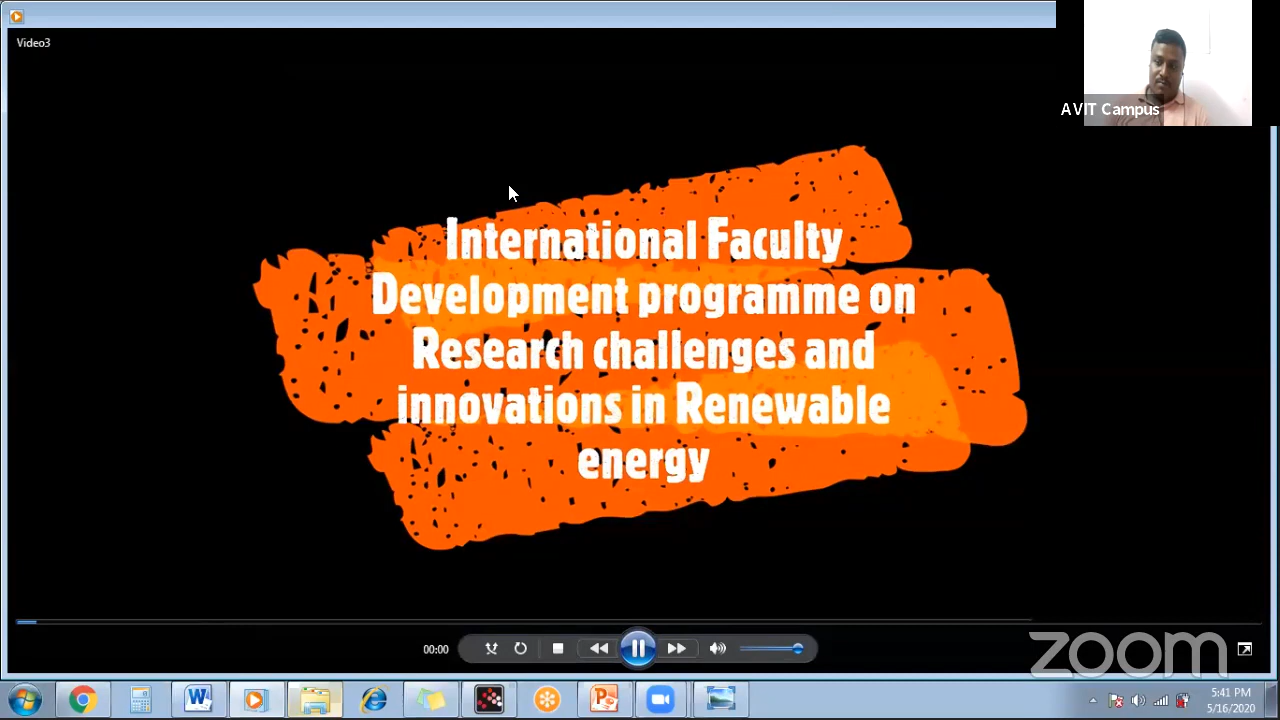 Video3
AVIT Campus
International Faculty
Development programme on
Research challenges and
innovations in Renewable
energy
00:00
zoom
5:41 PM
5/16/2020